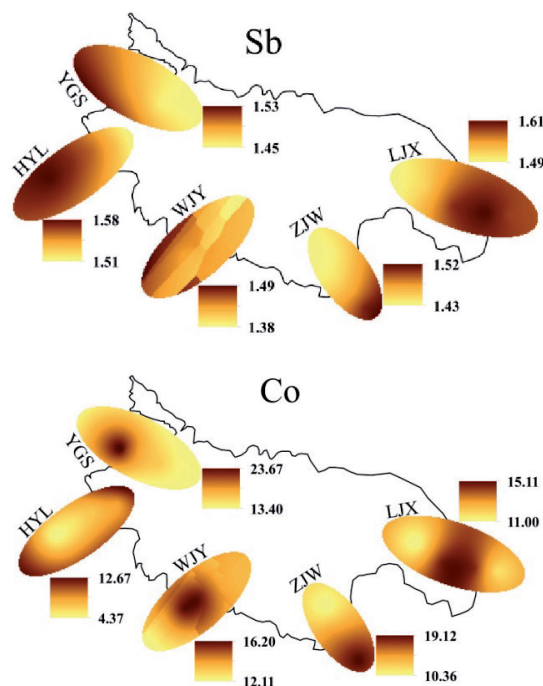 Sb
YGS
1.53
1.45
HYL
1.58
1.51
WJY
1.49
1.38
ZJW
1.52
1.43
LJX
1.61
1.49
Co
YGS
23.67
13.40
HYL
12.67
4.37
WJY
16.20
12.11
ZJW
19.12
10.36
LJX
15.11
11.00